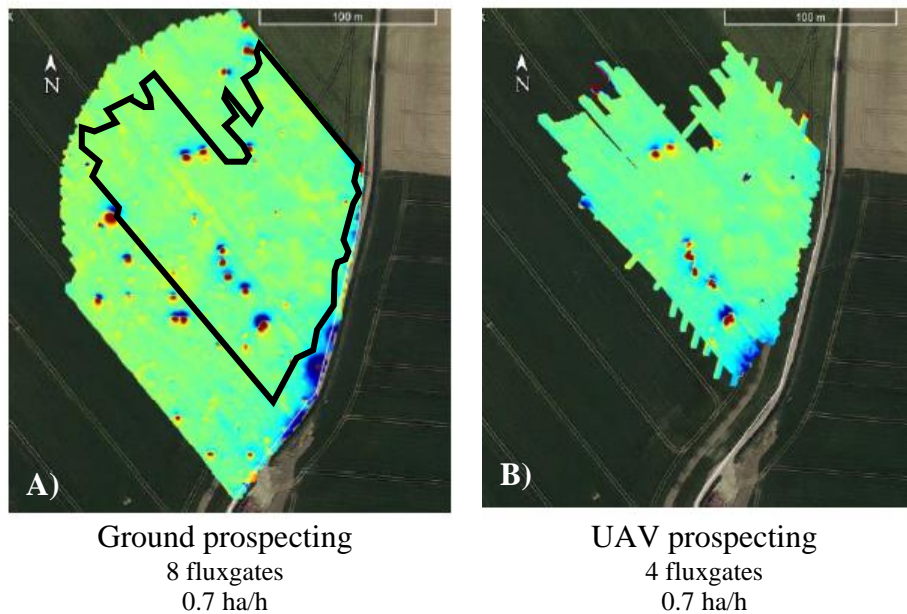 100 m
100 m
N
N
A)
B)
Ground prospecting
8 fluxgates
0.7 ha/h
UAV prospecting
4 fluxgates
0.7 ha/h